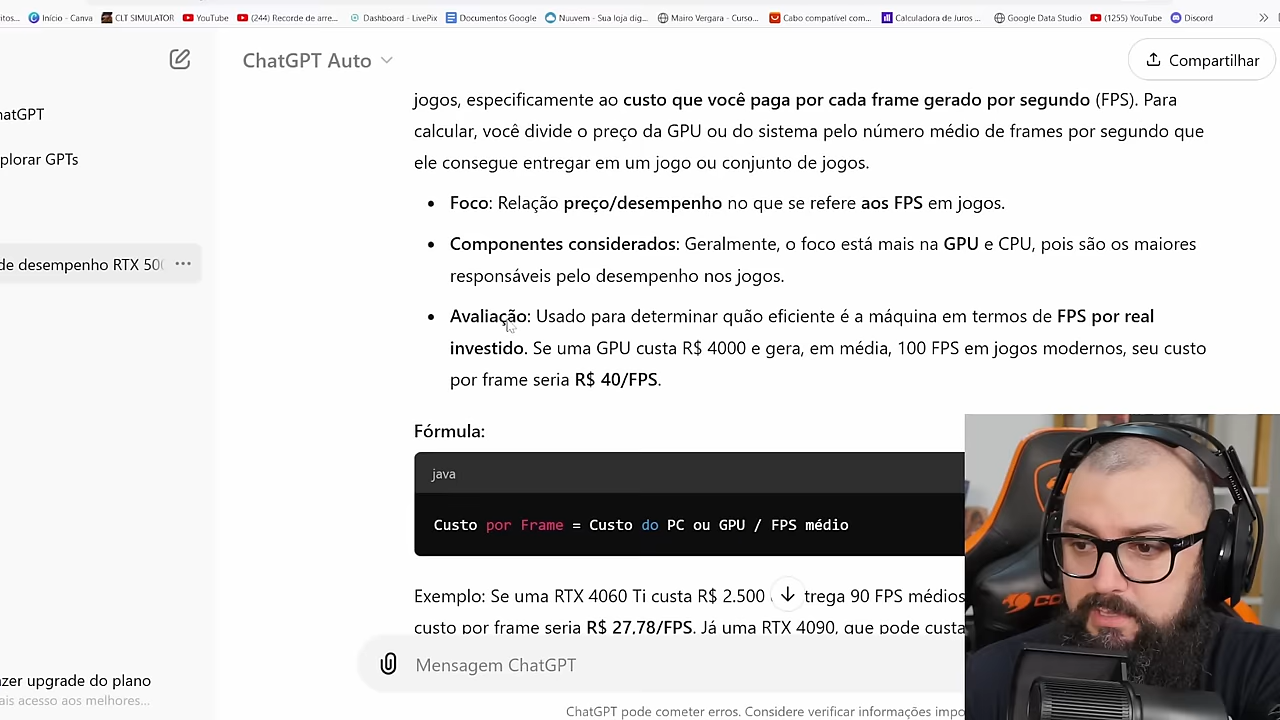 Início - Canva
CLT SIMULATOR
YouTube
(244) Recorde de arre...
Dashboard - LivePix
Documentos Google
Nuuvem - Sua loja dig...
Mairo Vergara - Curso...
Cabo compatível com...
Calculadora de Juros ...
Google Data Studio
(1255) YouTube
Discord
ChatGPT Auto
Compartilhar
hatGPT
plorar GPTs
de desempenho RTX 500
jogos, especificamente ao custo que você paga por cada frame gerado por segundo (FPS). Para
calcular, você divide o preço da GPU ou do sistema pelo número médio de frames por segundo que
ele consegue entregar em um jogo ou conjunto de jogos.
• Foco: Relação preço/desempenho no que se refere aos FPS em jogos.
• Componentes considerados: Geralmente, o foco está mais na GPU e CPU, pois são os maiores
responsáveis pelo desempenho nos jogos.
• Avaliação: Usado para determinar quão eficiente é a máquina em termos de FPS por real
investido. Se uma GPU custa R$ 4000 e gera, em média, 100 FPS em jogos modernos, seu custo
por frame seria R$ 40/FPS.
Fórmula:
java
Custo por Frame = Custo do PC ou GPU / FPS médio
Exemplo: Se uma RTX 4060 Ti custa R$ 2.500 trega 90 FPS médios
custo por frame seria R$ 27,78/FPS. Já uma RTX 4090, que pode custa
Mensagem ChatGPT
zer upgrade do plano
ais acesso aos melhores...
ChatGPT pode cometer erros. Considere verificar informações impo